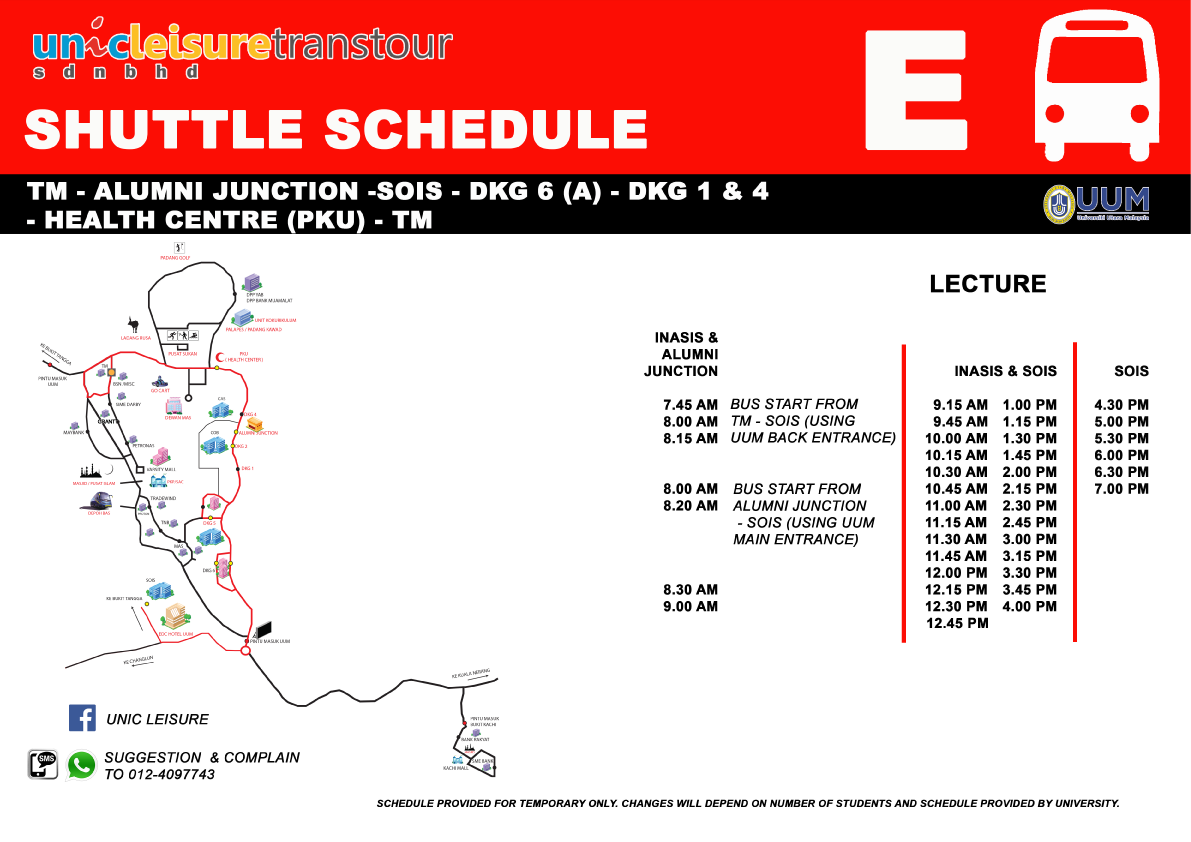 unicleisuretranstour
sdnbhd
SHUTTLE SCHEDULE
E
TM - ALUMNI JUNCTION -SOIS - DKG 6 (A) - DKG 1 & 4
- HEALTH CENTRE (PKU) - TM
UUM
Universiti Utara Malaysia
PADANG GOLF
DPP YAB
DPP BANK MUAMALAT
UNIT KOKURIKULUM
PALAPES / PADANG KAWAD
LADANG RUSA
PUSAT SUKAN
PKU
( HEALTH CENTER )
KE BUKIT TANGGA
PINTU MASUK
UUM
TM
BSN /MISC
GO CART
SIME DARBY
DEWAN MAS
CAS
DKG 4
GRANTT
MAYBANK
ALUMNI JUNCTION
COB
DKG 2
PETRONAS
VARSITY MALL
DKG 1
MASJID / PUSAT ISLAM
DEPOH BAS
TRADEWIND
TNB
DKG 5
MAS
DKG 6
SOIS
KE BUKIT TANGGA
EDC HOTEL UUM
PINTU MASUK UUM
KE CHANGLUN
KE KUALA NERANG
PINTU MASUK
BUKIT KACHI
BANK RAKYAT
KACHI MALL
SME BANK
LECTURE
INASIS &
ALUMNI
JUNCTION
7.45 AM BUS START FROM
8.00 AM TM - SOIS (USING
8.15 AM UUM BACK ENTRANCE)
8.00 AM BUS START FROM
8.20 AM ALUMNI JUNCTION
- SOIS (USING UUM
MAIN ENTRANCE)
8.30 AM
9.00 AM
INASIS & SOIS
9.15 AM 1.00 PM
9.45 AM 1.15 PM
10.00 AM 1.30 PM
10.15 AM 1.45 PM
10.30 AM 2.00 PM
10.45 AM 2.15 PM
11.00 AM 2.30 PM
11.15 AM 2.45 PM
11.30 AM 3.00 PM
11.45 AM 3.15 PM
12.00 PM 3.30 PM
12.15 PM 3.45 PM
12.30 PM 4.00 PM
12.45 PM
SOIS
4.30 PM
5.00 PM
5.30 PM
6.00 PM
6.30 PM
7.00 PM
f
UNIC LEISURE
SMS
SUGGESTION & COMPLAIN
TO 012-4097743
SCHEDULE PROVIDED FOR TEMPORARY ONLY. CHANGES WILL DEPEND ON NUMBER OF STUDENTS AND SCHEDULE PROVIDED BY UNIVERSITY.